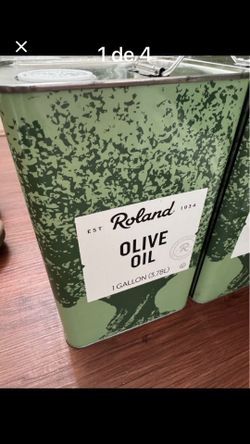 1 de 4
EST Roland 1934
OLIVE
OIL
1 GALLON (3.78L)